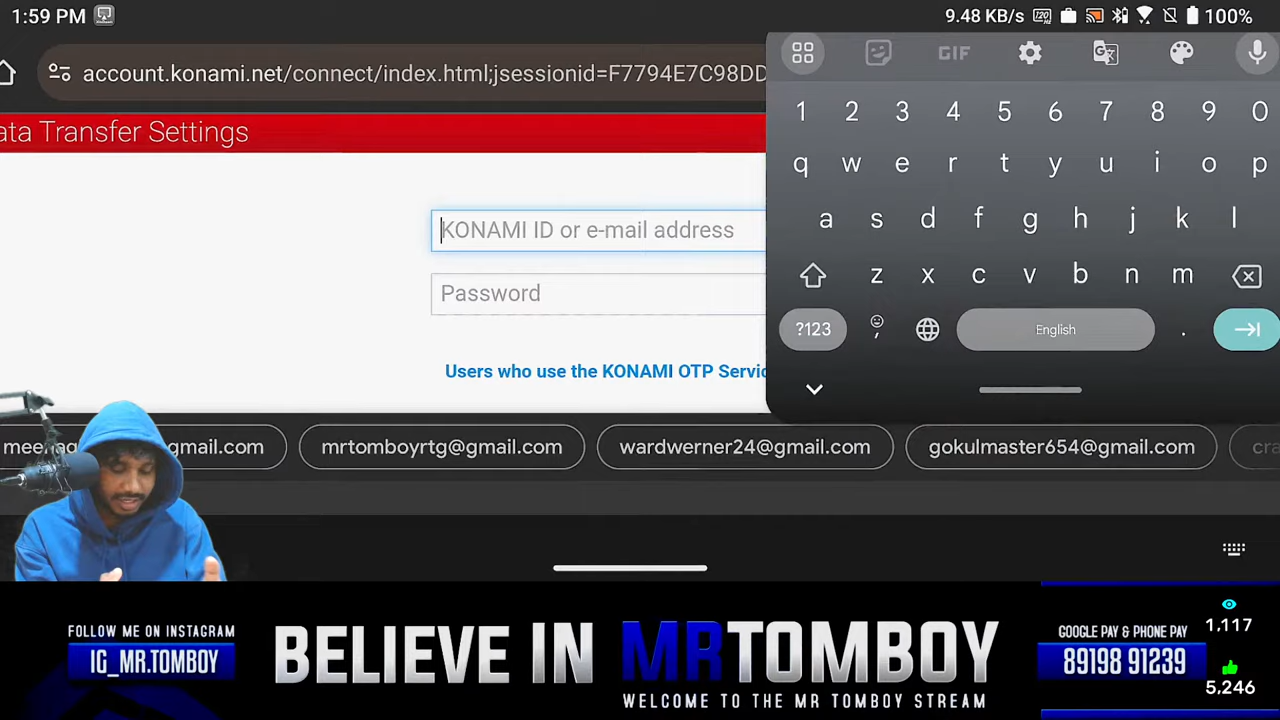 1:59 PM
9.48 KB/s
120
100%
account.konami.net/connect/index.html;jsessionid=F7794E7C98DD
ata Transfer Settings
KONAMI ID or e-mail address
Password
Users who use the KONAMI OTP Servic
GIF
1 2 3 4 5 6 7 8 9 0
q w e r t y u i o p
a s d f g h j k l
z x c v b n m
?123 , English .
gmail.com
mrtomboyrtg@gmail.com
wardwerner24@gmail.com
gokulmaster654@gmail.com
cra
FOLLOW ME ON INSTAGRAM
IG_MR.TOMBOY
BELIEVE IN MRTOMBOY
WELCOME TO THE MR TOMBOY STREAM
GOOGLE PAY & PHONE PAY
89198 91239
1,117
5,246